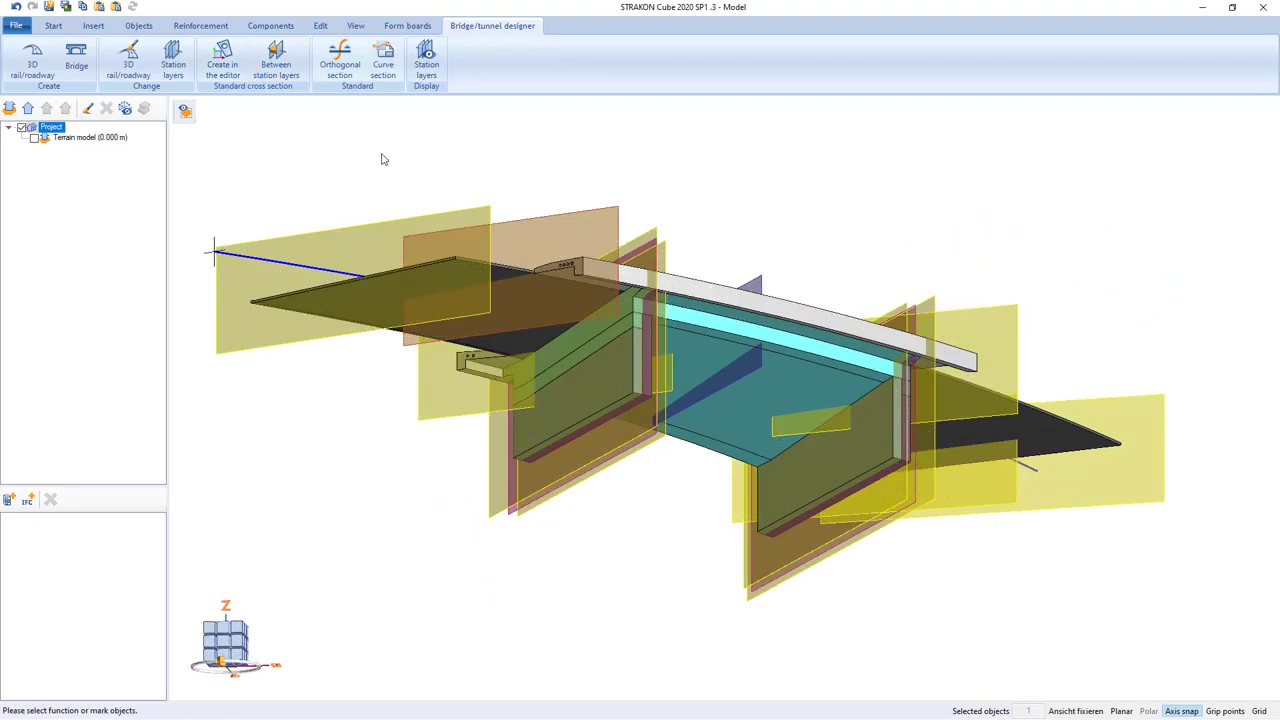 STRAKON Cube 2020 SP1 .3 - Model
File Start Insert Objects Reinforcement Components Edit View Form boards Bridge/tunnel designer
3D rail/roadway
Bridge
3D rail/roadway
Station layers
Create in the editor
Between station layers
Orthogonal section
Curve section
Station layers
Create Change Standard cross section Standard Display
Project
Terrain model (0.000 m)
IFC
Z
Please select function or mark objects.
Selected objects 1 Ansicht fixieren Planar Polar Axis snap Grip points Grid